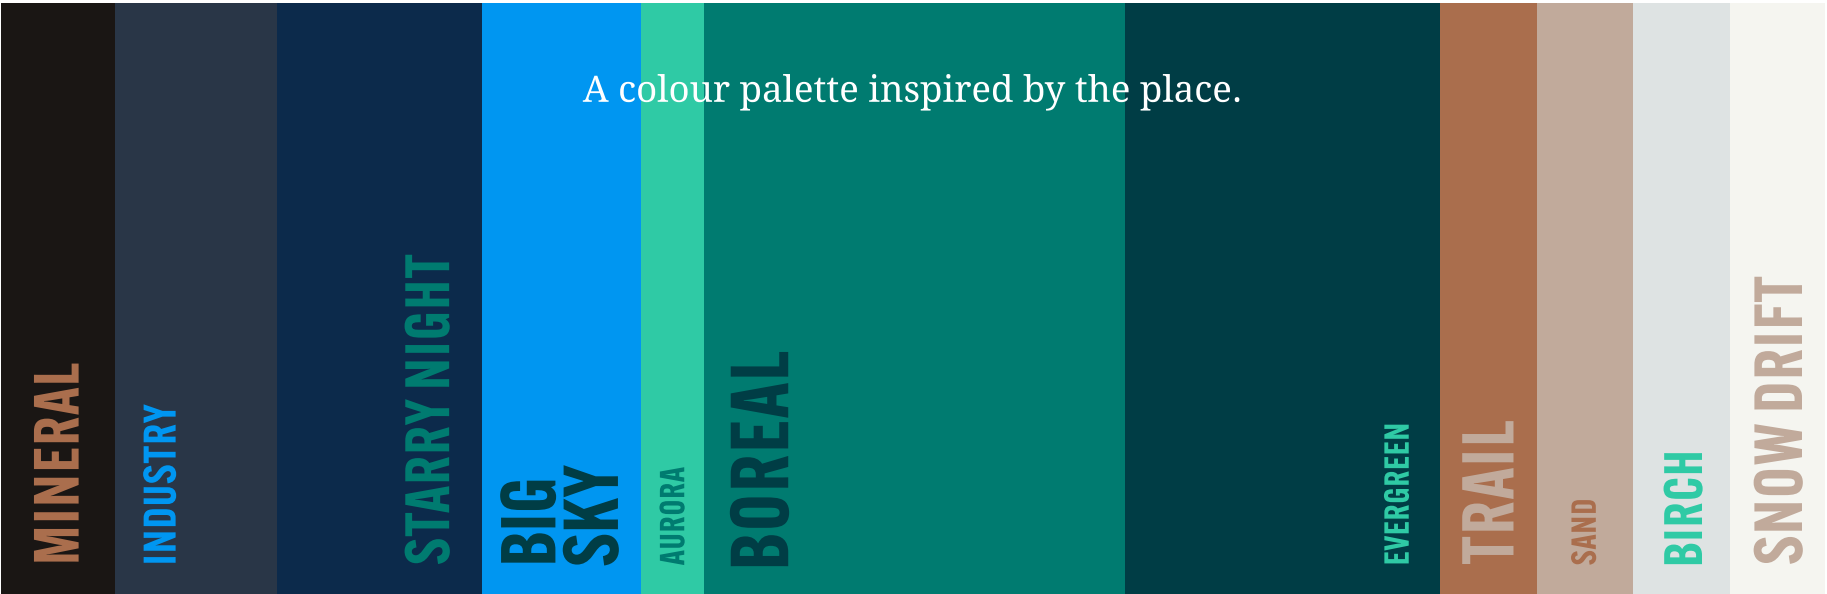 A colour palette inspired by the place.
MINERAL
INDUSTRY
STARRY NIGHT
BIG
SKY
AURORA
BOREAL
EVERGREEN
TRAIL
SAND
BIRCH
SNOW DRIFT